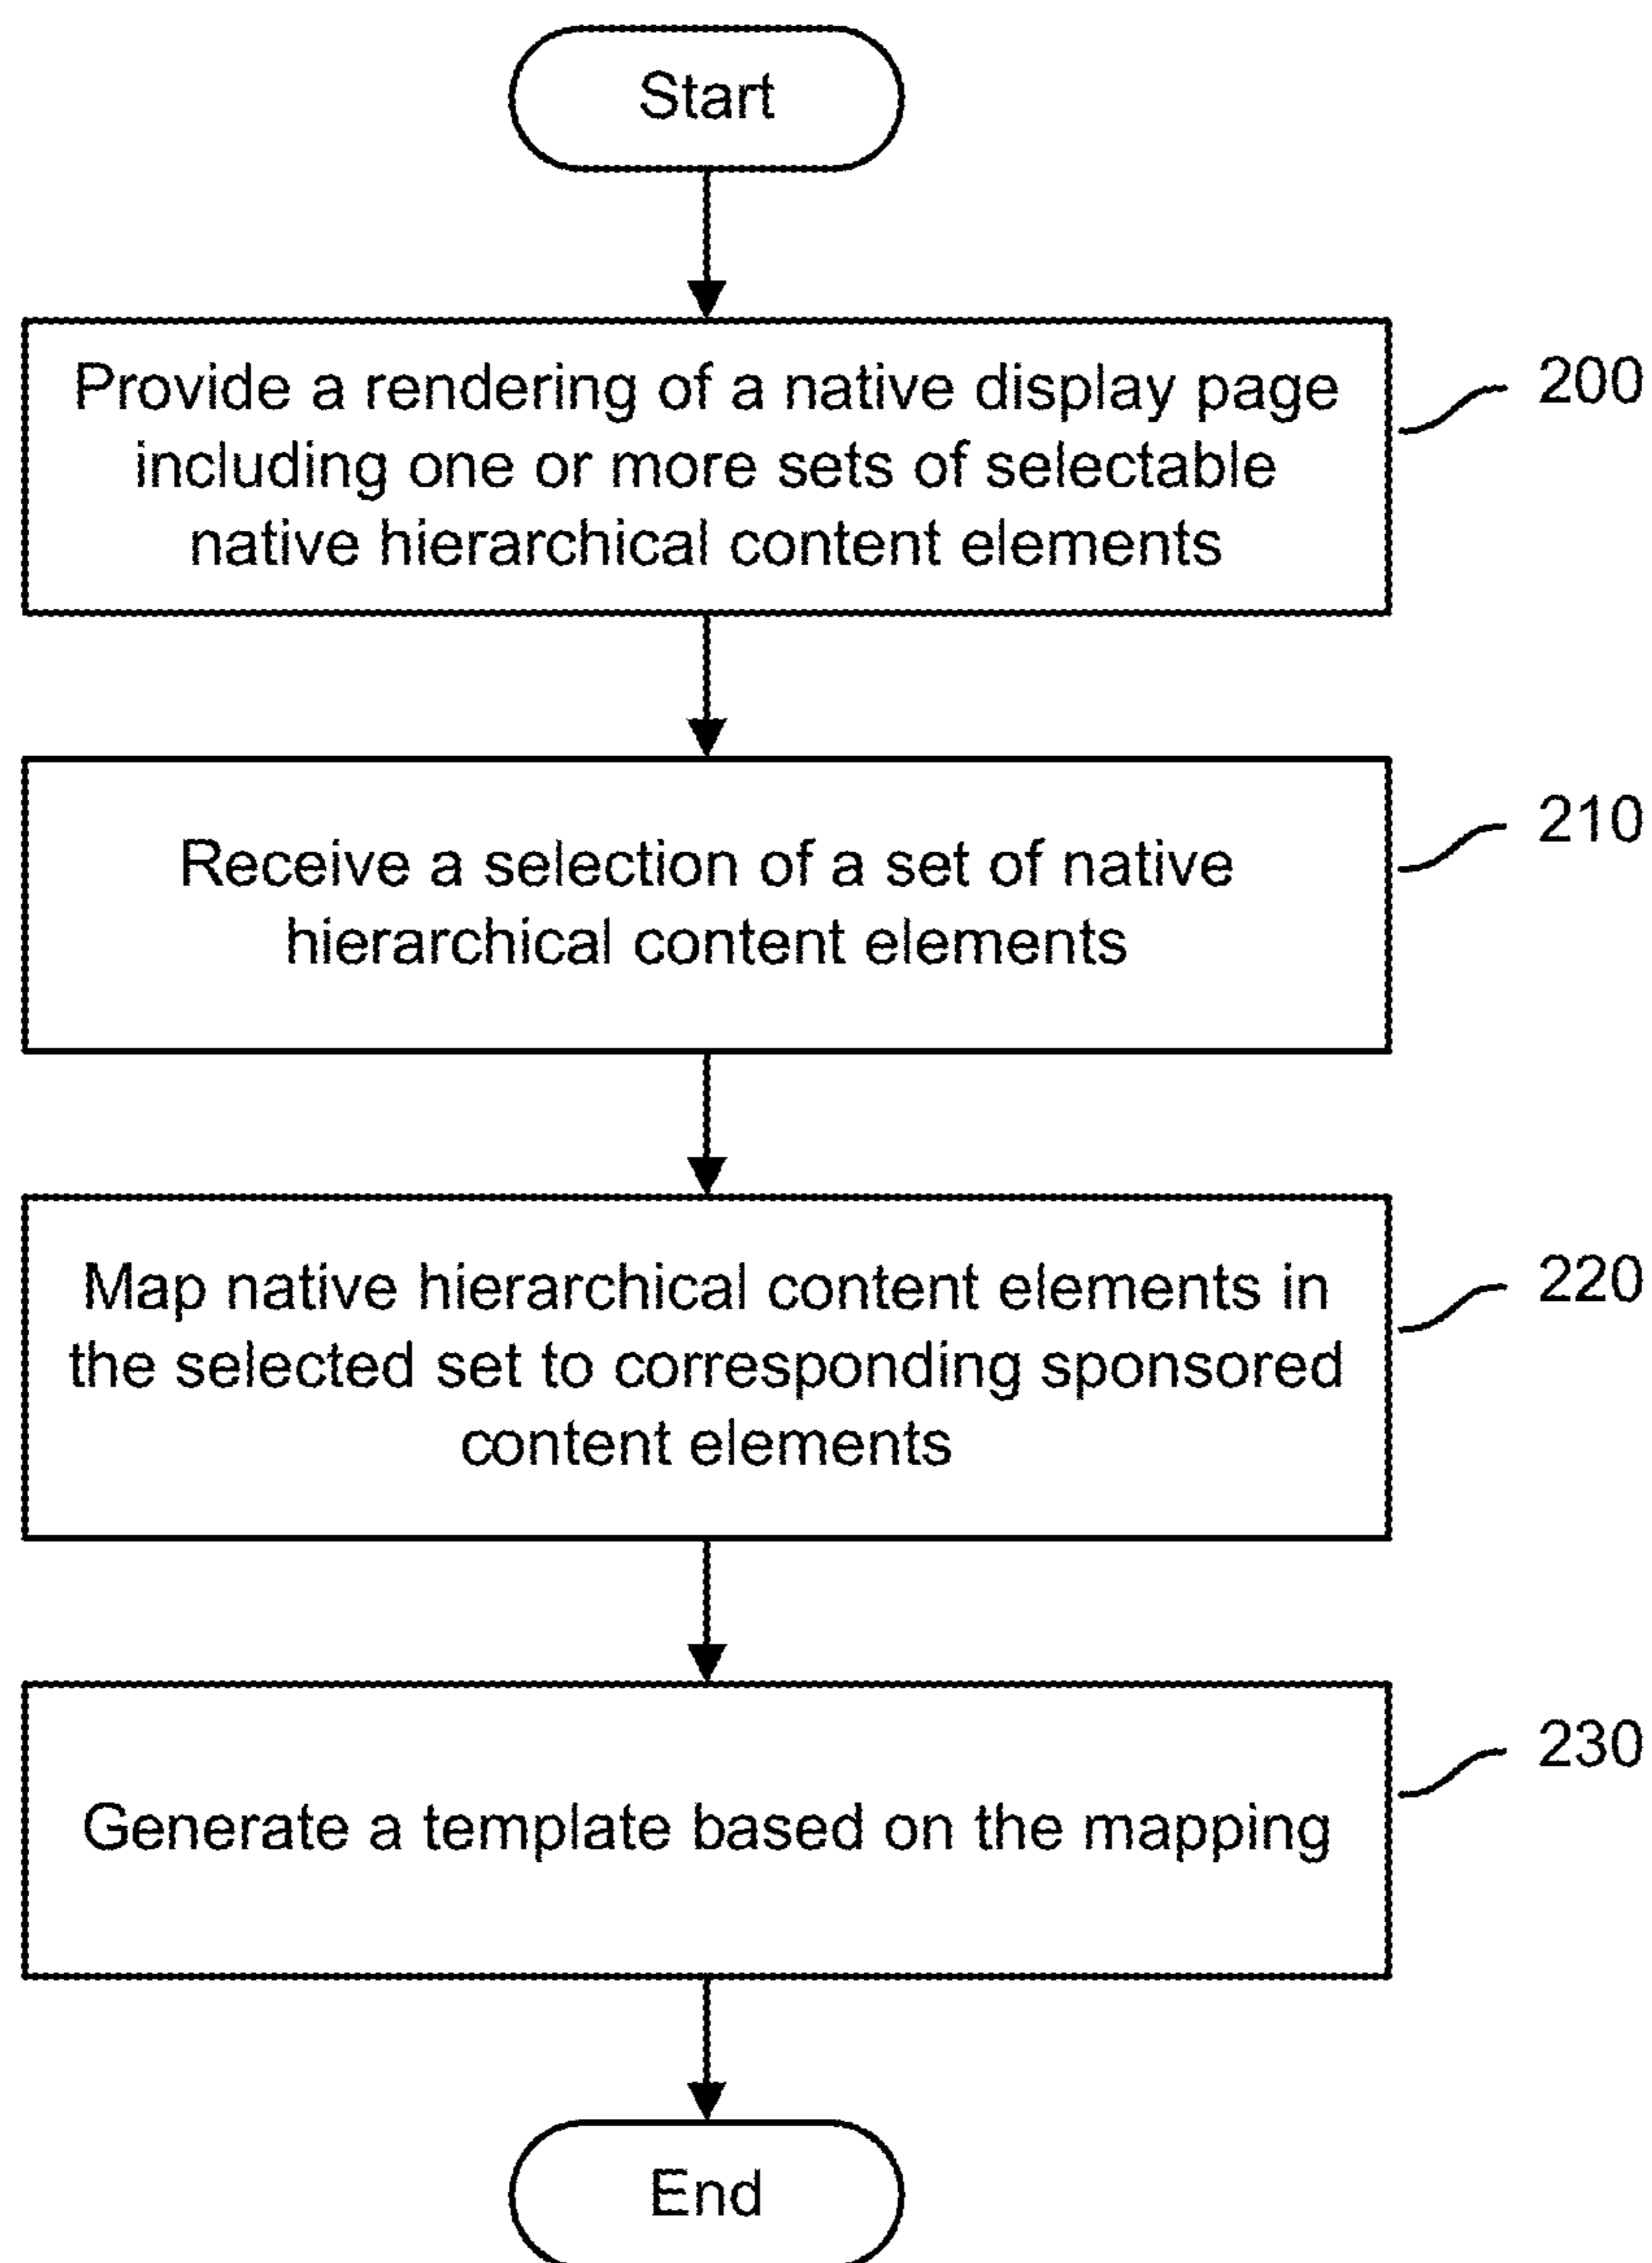 Start
Provide a rendering of a native display page
including one or more sets of selectable
native hierarchical content elements
200
Receive a selection of a set of native
hierarchical content elements
210
Map native hierarchical content elements in
the selected set to corresponding sponsored
content elements
220
Generate a template based on the mapping
230
End